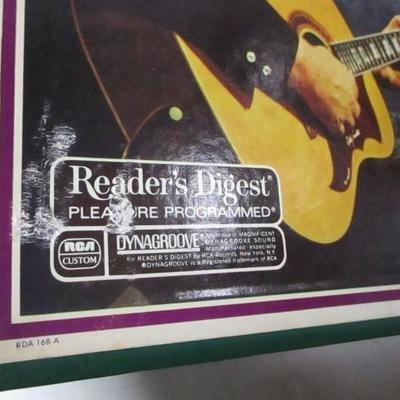 Reader's Digest®
PLEASURE PROGRAMMED®
RCA
CUSTOM
DYNAGROOVE®
in MAGNIFICENT
DYNAGROOVE SOUND
Manufactured especially
for READER'S DIGEST by RCA Records, New York, N.Y.
®DYNAGROOVE is a Registered Trademark of RCA
RDA 168-A